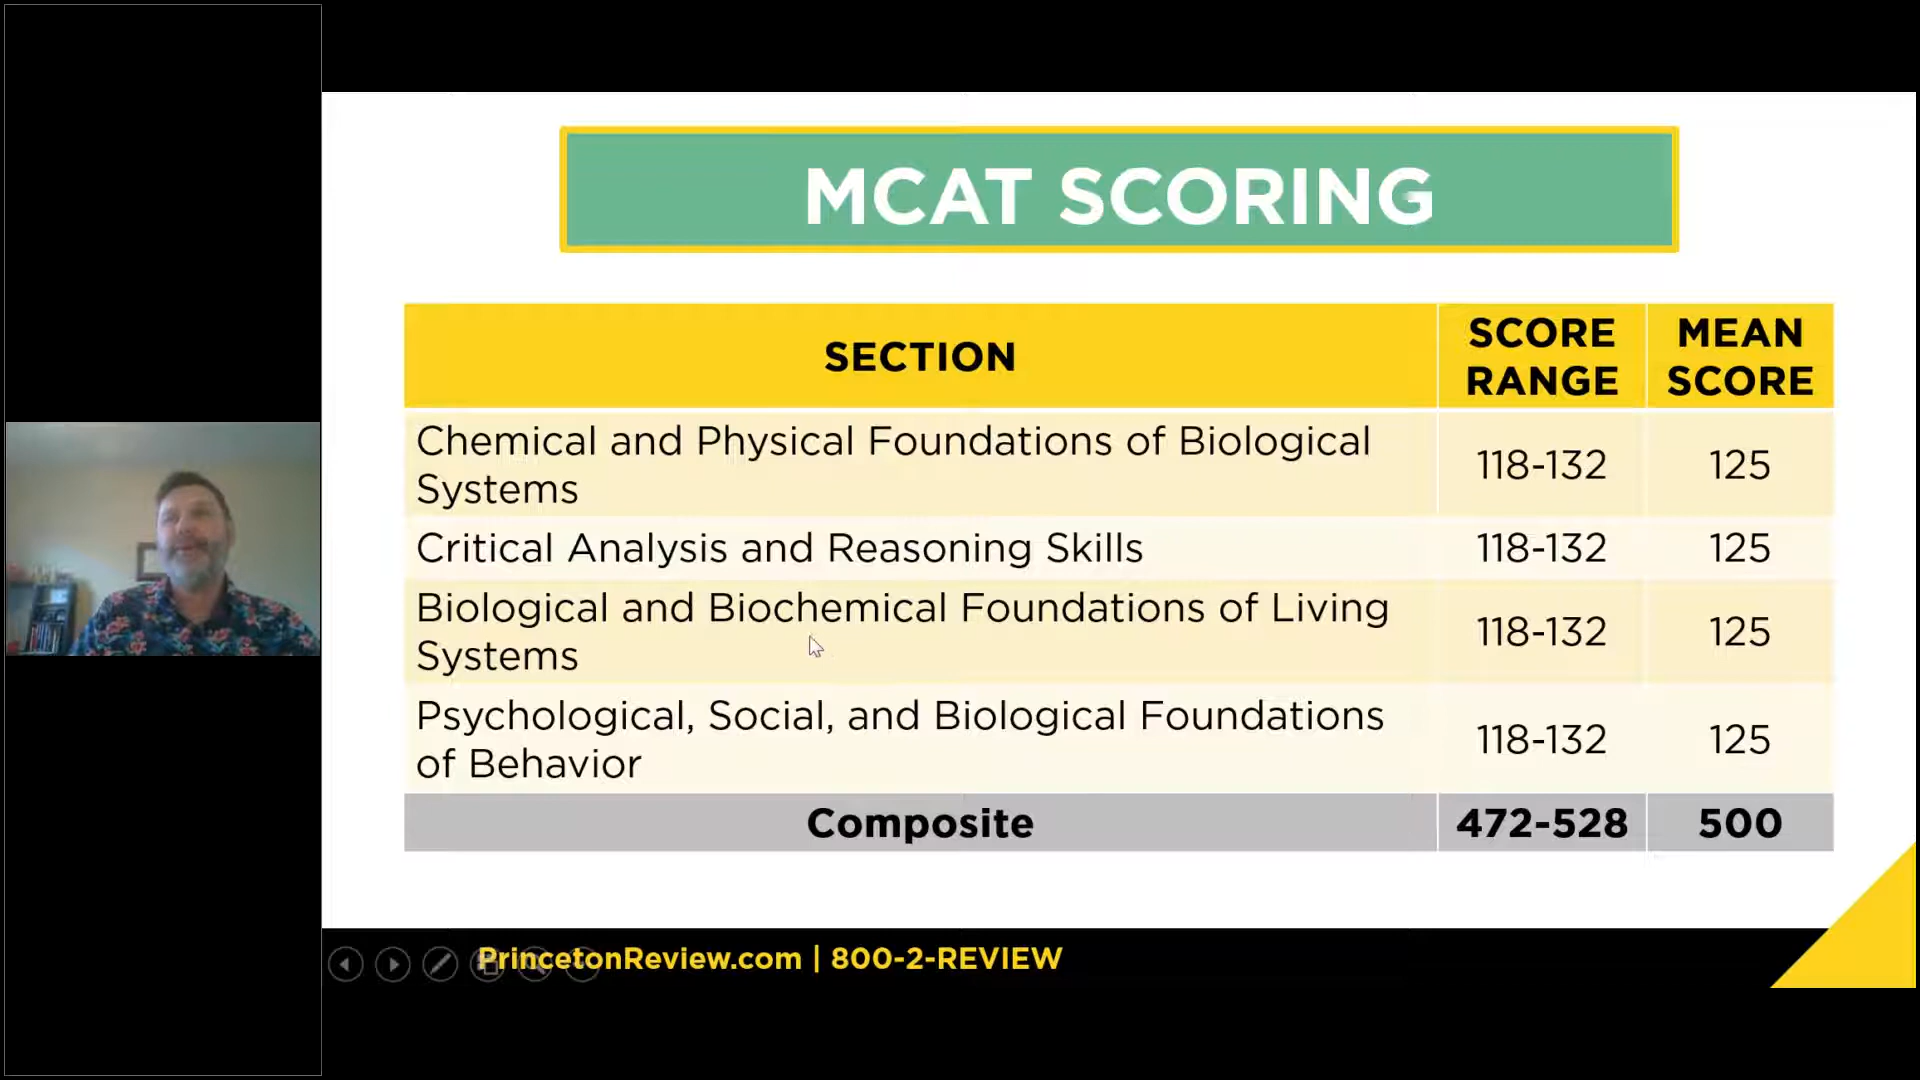 MCAT SCORING
SECTION
SCORE
RANGE
MEAN
SCORE
Chemical and Physical Foundations of Biological
Systems
118-132
125
Critical Analysis and Reasoning Skills
118-132
125
Biological and Biochemical Foundations of Living
Systems
118-132
125
Psychological, Social, and Biological Foundations
of Behavior
118-132
125
Composite
472-528
500
PrincetonReview.com | 800-2-REVIEW